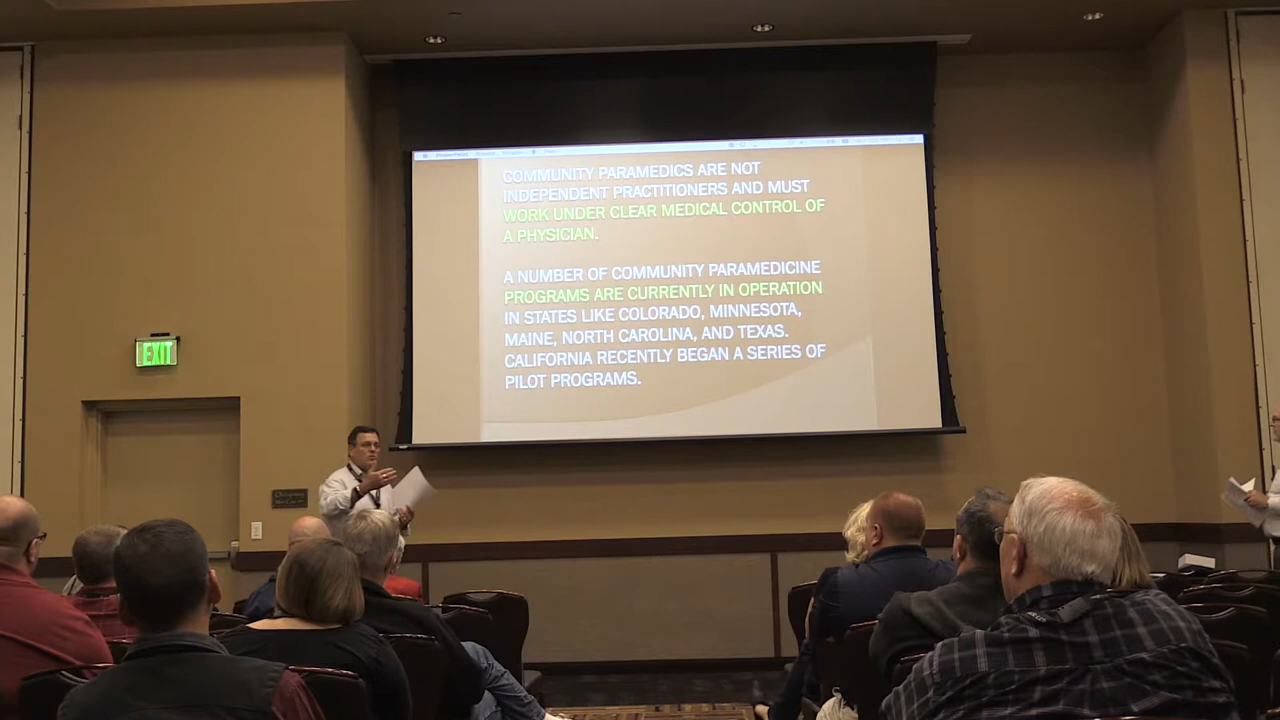 PowerPoint
COMMUNITY PARAMEDICS ARE NOT
INDEPENDENT PRACTITIONERS AND MUST
WORK UNDER CLEAR MEDICAL CONTROL OF
A PHYSICIAN.
A NUMBER OF COMMUNITY PARAMEDICINE
PROGRAMS ARE CURRENTLY IN OPERATION
IN STATES LIKE COLORADO, MINNESOTA,
MAINE, NORTH CAROLINA, AND TEXAS.
CALIFORNIA RECENTLY BEGAN A SERIES OF
PILOT PROGRAMS.
EXIT